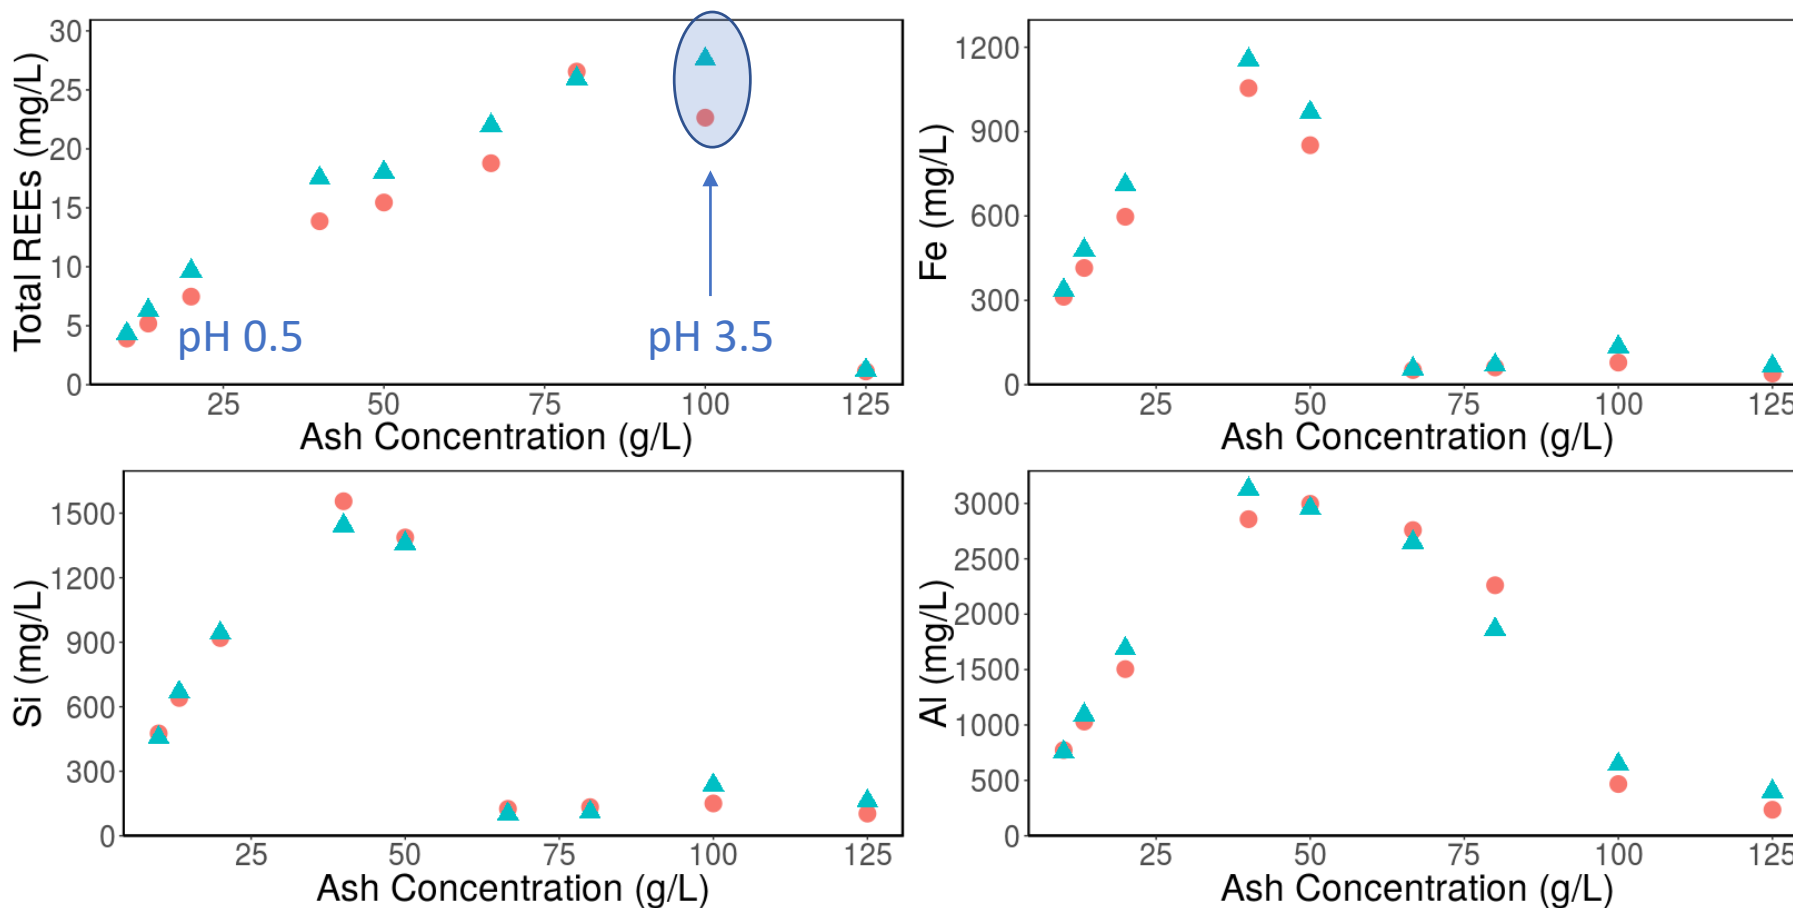 Total REEs (mg/L)
30
25
20
15
10
5
0
pH 0.5
pH 3.5
25 50 75 100 125
Ash Concentration (g/L)
Fe (mg/L)
1200
900
600
300
0
25 50 75 100 125
Ash Concentration (g/L)
Si (mg/L)
1500
1200
900
600
300
0
25 50 75 100 125
Ash Concentration (g/L)
Al (mg/L)
3000
2500
2000
1500
1000
500
0
25 50 75 100 125
Ash Concentration (g/L)